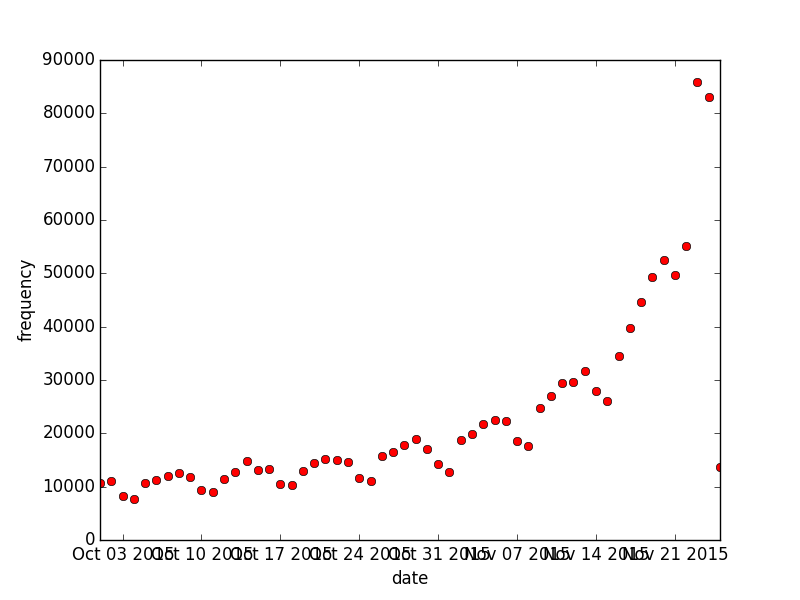 90000
80000
70000
60000
50000
40000
30000
20000
10000
0
frequency
Oct 03 2015
Oct 10 2015
Oct 17 2015
Oct 24 2015
Oct 31 2015
Nov 07 2015
Nov 14 2015
Nov 21 2015
date